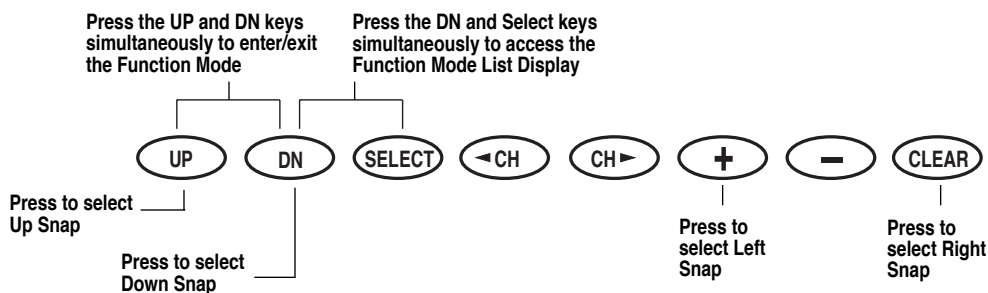 Press the UP and DN keys
simultaneously to enter/exit
the Function Mode
Press the DN and Select keys
simultaneously to access the
Function Mode List Display
UP
DN
SELECT
◄CH
CH►
+
–
CLEAR
Press to select
Up Snap
Press to select
Down Snap
Press to
select Left
Snap
Press to
select Right
Snap